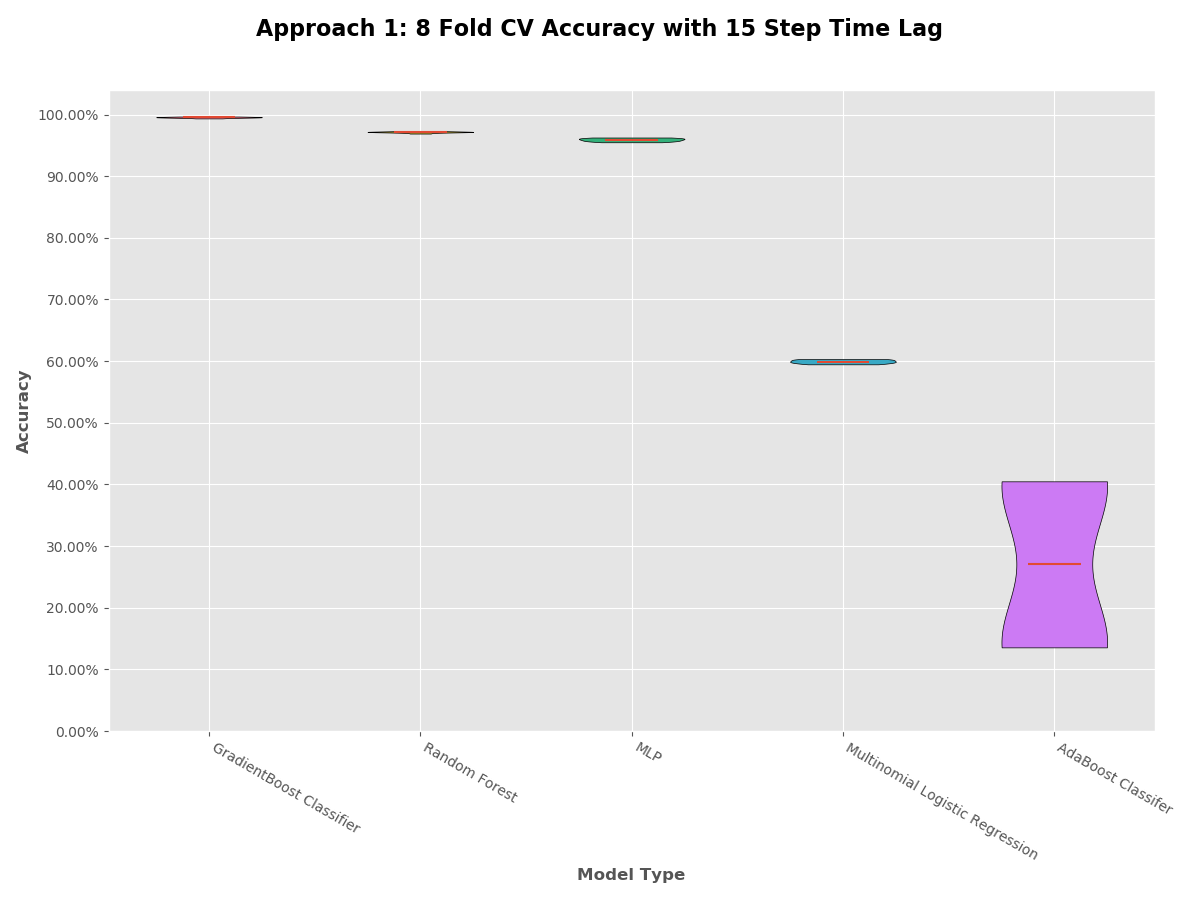 Approach 1: 8 Fold CV Accuracy with 15 Step Time Lag
100.00%
90.00%
80.00%
70.00%
60.00%
50.00%
40.00%
30.00%
20.00%
10.00%
0.00%
Accuracy
GradientBoost Classifier
Random Forest
MLP
Multinomial Logistic Regression
AdaBoost Classifer
Model Type